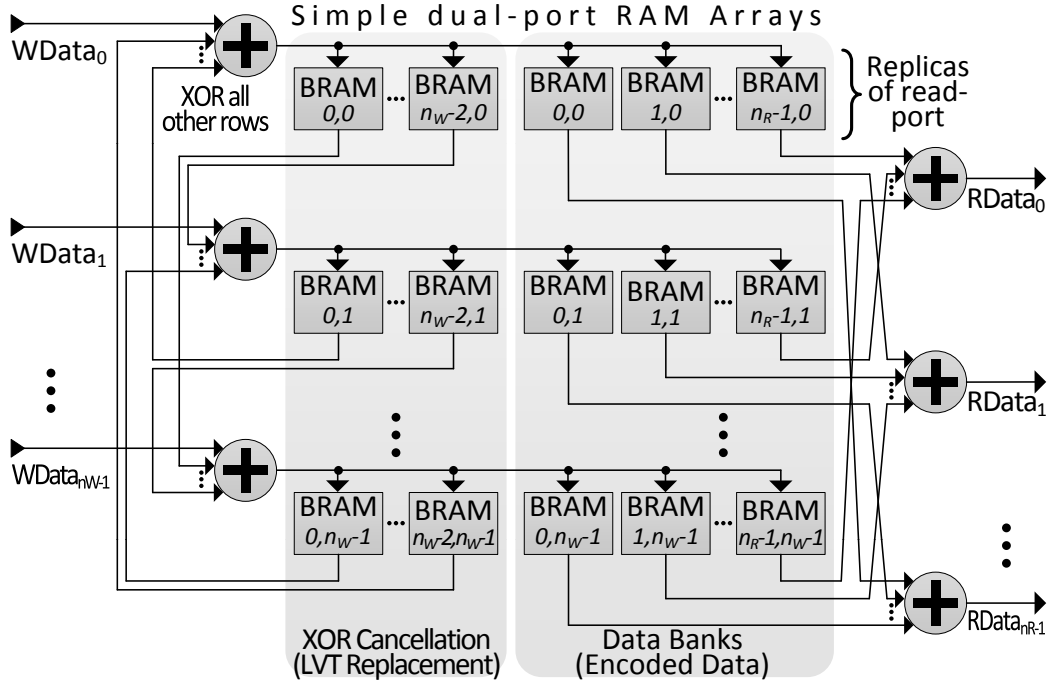 Simple dual-port RAM Arrays
WData0
XOR all
other rows
BRAM
0,0
...
BRAM
nW-2,0
BRAM
0,0
BRAM
1,0
...
BRAM
nR-1,0
Replicas
of read-
port
RData0
WData1
BRAM
0,1
...
BRAM
nW-2,1
BRAM
0,1
BRAM
1,1
...
BRAM
nR-1,1
RData1
WDatanW-1
BRAM
0,nW-1
...
BRAM
nW-2,nW-1
BRAM
0,nW-1
BRAM
1,nW-1
...
BRAM
nR-1,nW-1
RDatanR-1
XOR Cancellation
(LVT Replacement)
Data Banks
(Encoded Data)